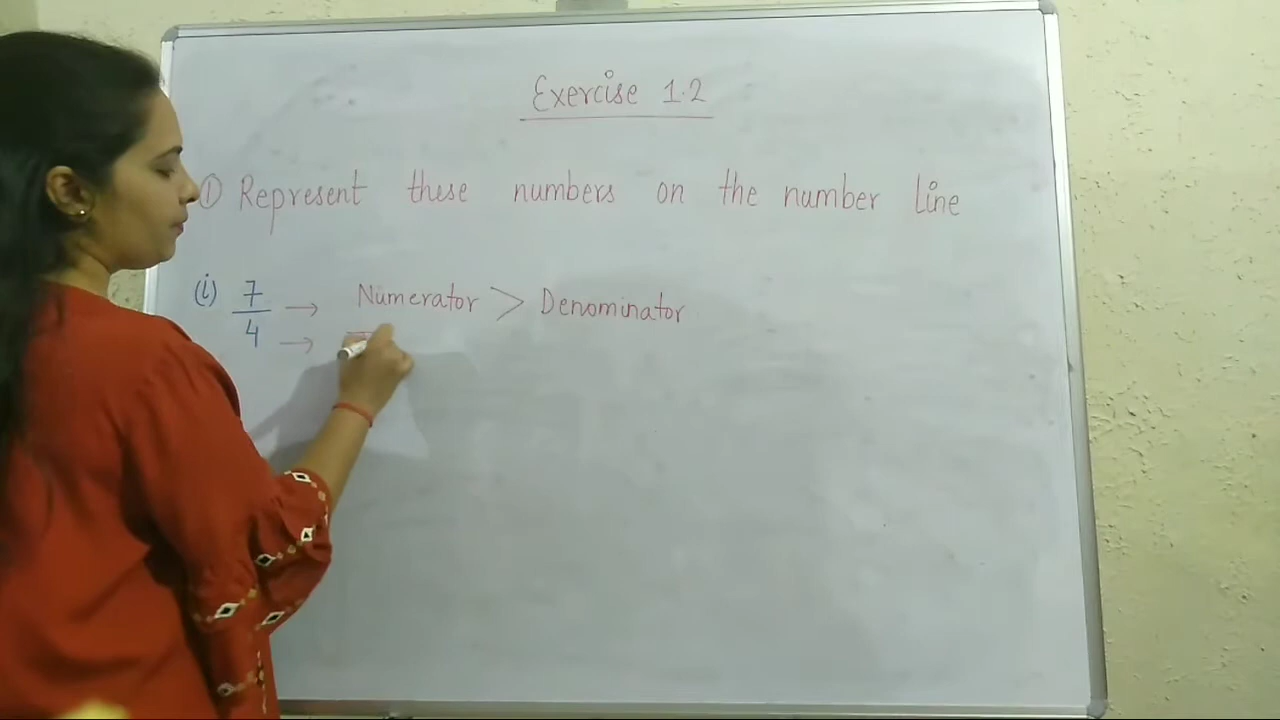 Exercise 1.2
① Represent these numbers on the number line
(i) 7/4 → Numerator > Denominator
→